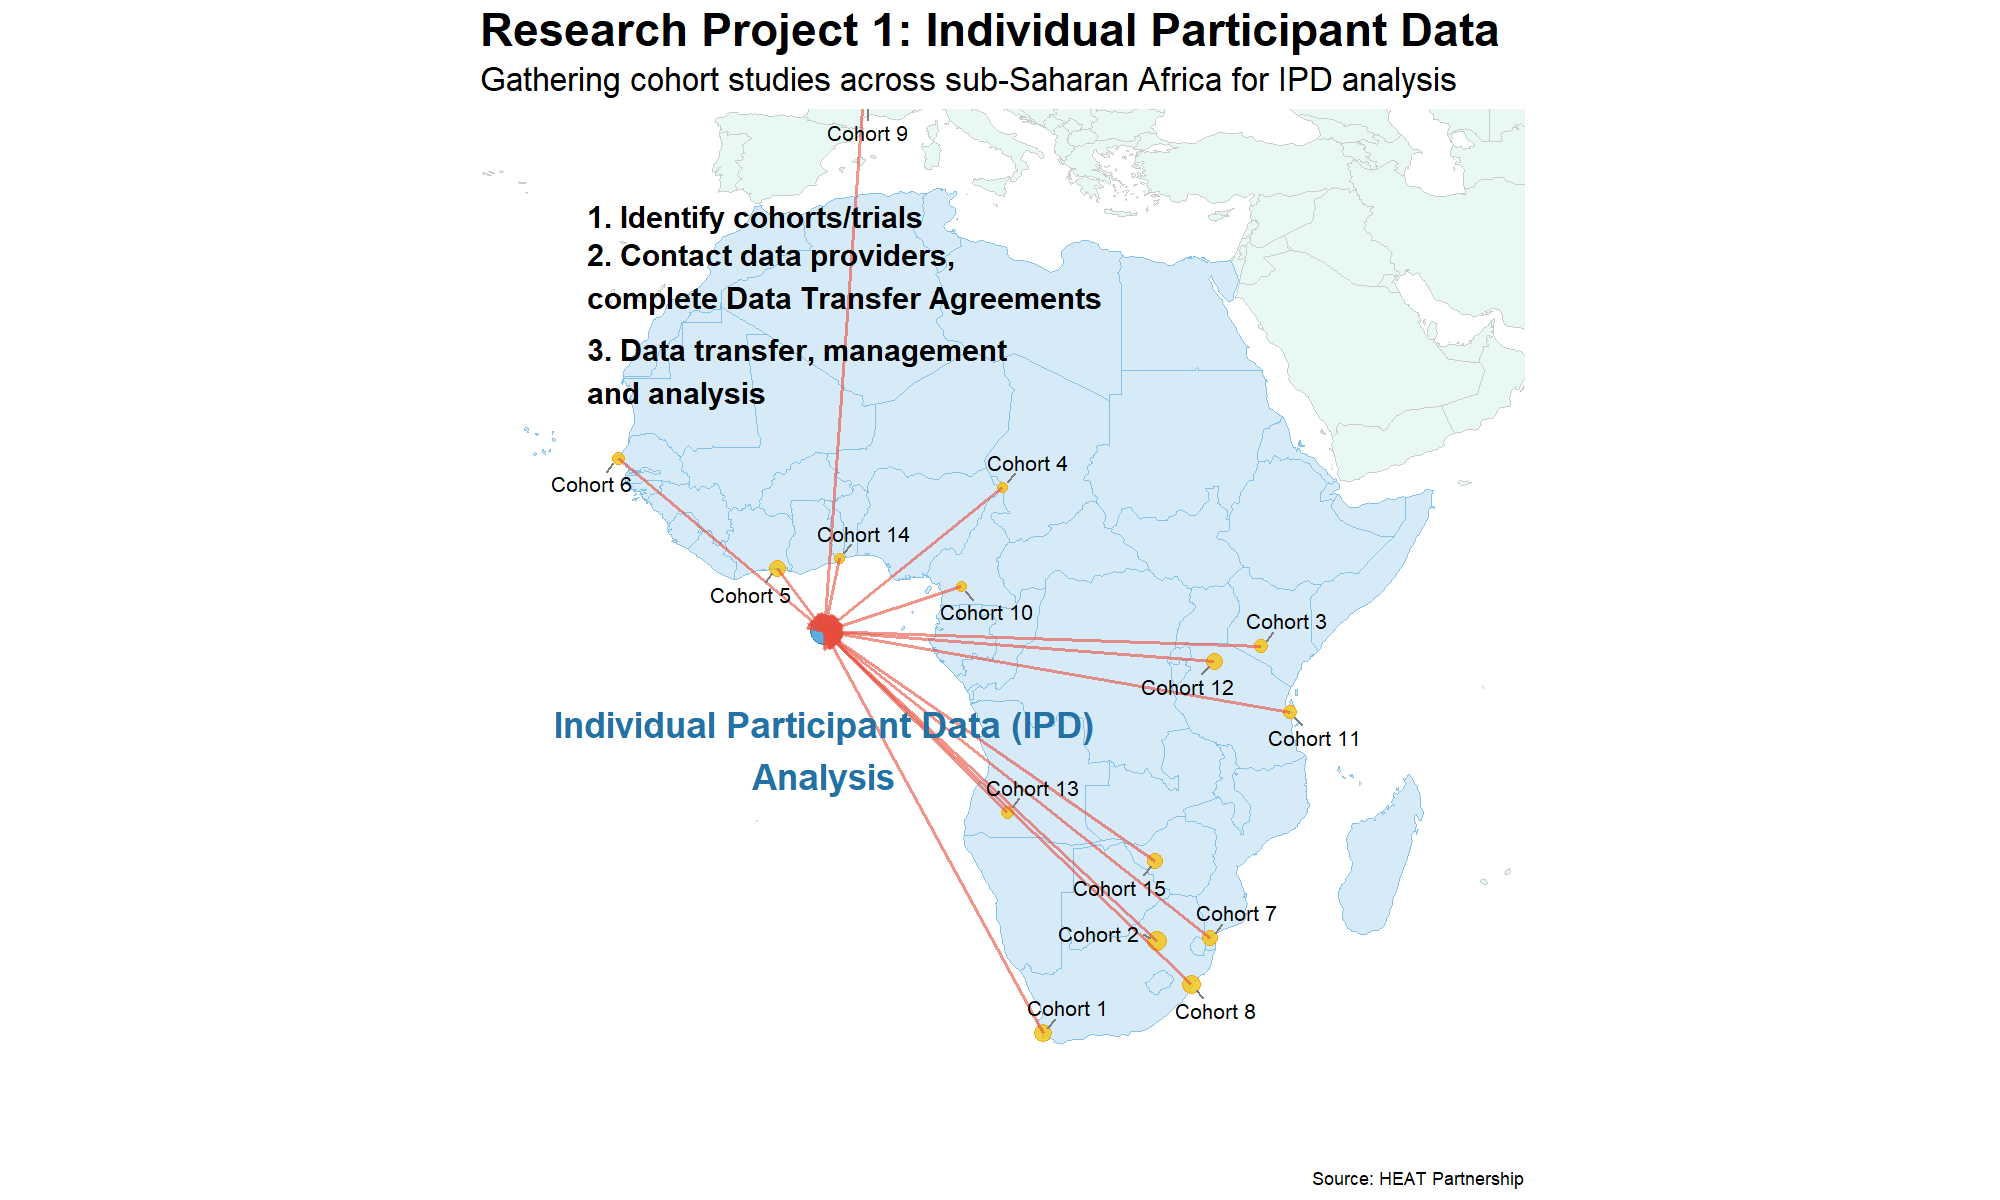 Research Project 1: Individual Participant Data
Gathering cohort studies across sub-Saharan Africa for IPD analysis
Cohort 9
1. Identify cohorts/trials
2. Contact data providers,
complete Data Transfer Agreements
3. Data transfer, management
and analysis
Cohort 4
Cohort 6
Cohort 14
Cohort 5
Cohort 10
Cohort 3
Cohort 12
Individual Participant Data (IPD)
Analysis
Cohort 11
Cohort 13
Cohort 15
Cohort 7
Cohort 2
Cohort 1
Cohort 8
Source: HEAT Partnership